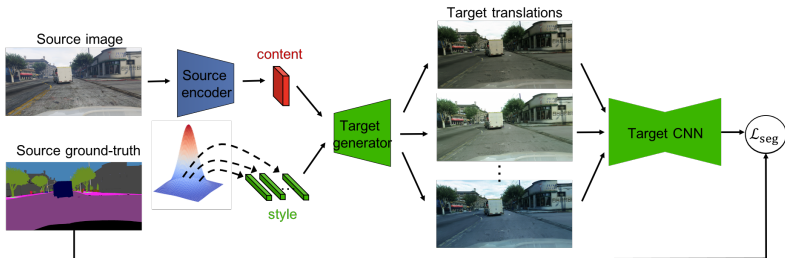 Source image
Source encoder
content
Source ground-truth
style
Target generator
Target translations
Target CNN
ℒseg